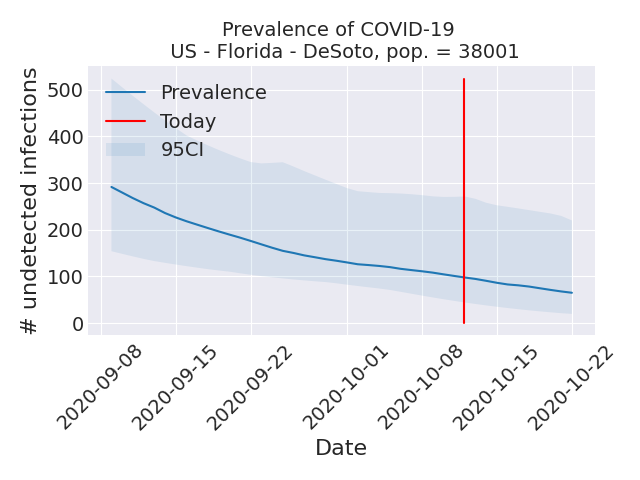 Prevalence of COVID-19
US - Florida - DeSoto, pop. = 38001
# undetected infections
500
400
300
200
100
0
Prevalence
Today
95CI
2020-09-08
2020-09-15
2020-09-22
2020-10-01
2020-10-08
2020-10-15
2020-10-22
Date